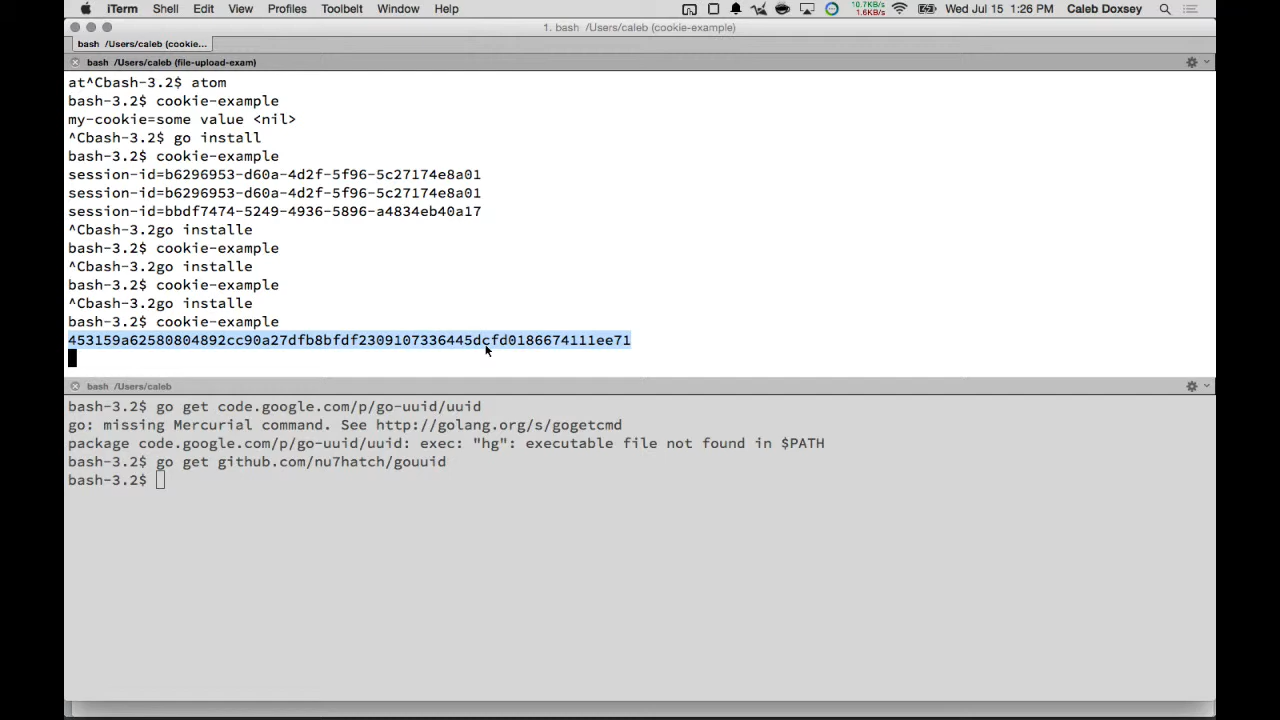 iTerm Shell Edit View Profiles Toolbelt Window Help 10.7KB/s 1.6KB/s Wed Jul 15 1:26 PM Caleb Doxsey
1. bash /Users/caleb (cookie-example)
bash /Users/caleb (cookie...
bash /Users/caleb (file-upload-exam)
at^Cbash-3.2$ atom
bash-3.2$ cookie-example
my-cookie=some value <nil>
^Cbash-3.2$ go install
bash-3.2$ cookie-example
session-id=b6296953-d60a-4d2f-5f96-5c27174e8a01
session-id=b6296953-d60a-4d2f-5f96-5c27174e8a01
session-id=bbdf7474-5249-4936-5896-a4834eb40a17
^Cbash-3.2go installe
bash-3.2$ cookie-example
^Cbash-3.2go installe
bash-3.2$ cookie-example
^Cbash-3.2go installe
bash-3.2$ cookie-example
453159a62580804892cc90a27dfb8bfdf2309107336445dcfd0186674111ee71
bash /Users/caleb
bash-3.2$ go get code.google.com/p/go-uuid/uuid
go: missing Mercurial command. See http://golang.org/s/gogetcmd
package code.google.com/p/go-uuid/uuid: exec: "hg": executable file not found in $PATH
bash-3.2$ go get github.com/nu7hatch/gouuid
bash-3.2$